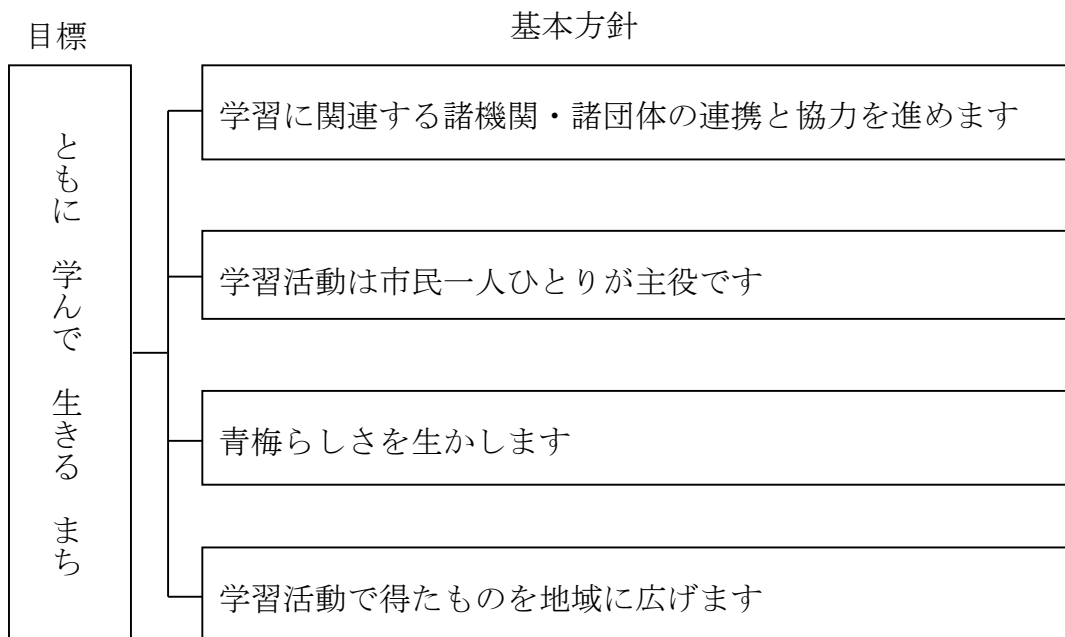 目標
基本方針
ともに 学んで 生きる まち
学習に関連する諸機関・諸団体の連携と協力を進めます
学習活動は市民一人ひとりが主役です
青梅らしさを生かします
学習活動で得たものを地域に広げます